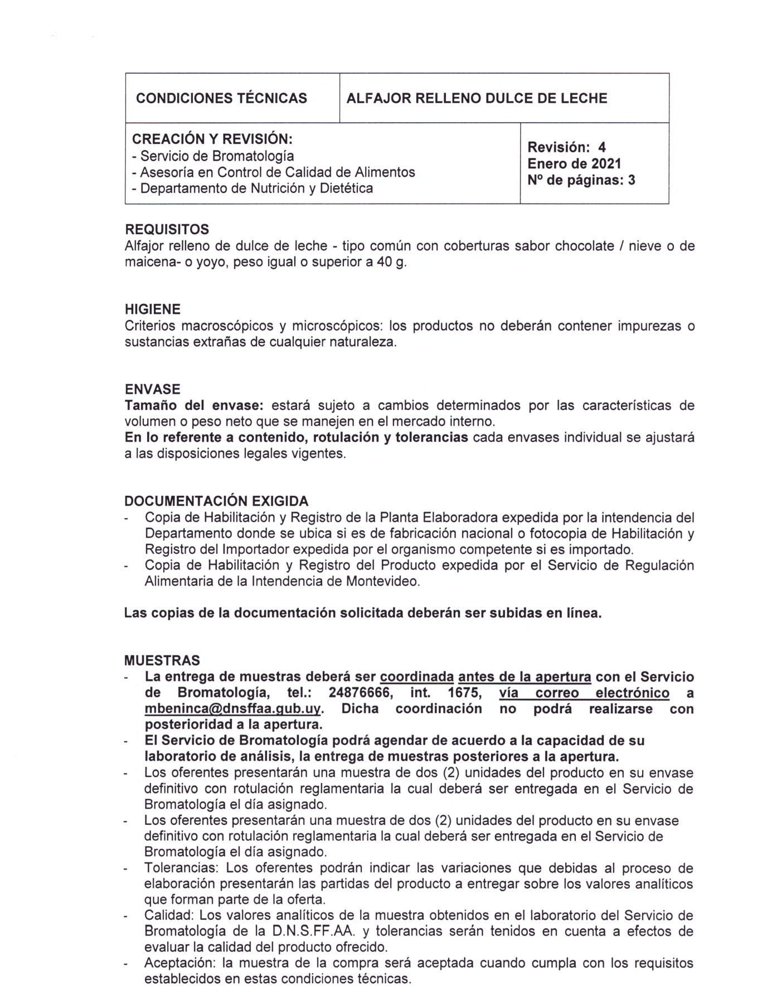 CONDICIONES TÉCNICAS
ALFAJOR RELLENO DULCE DE LECHE
CREACIÓN Y REVISIÓN:
- Servicio de Bromatología
- Asesoría en Control de Calidad de Alimentos
- Departamento de Nutrición y Dietética
Revisión: 4
Enero de 2021
Nº de páginas: 3
REQUISITOS
Alfajor relleno de dulce de leche - tipo común con coberturas sabor chocolate / nieve o de
maicena- o yoyo, peso igual o superior a 40 g.
HIGIENE
Criterios macroscópicos y microscópicos: los productos no deberán contener impurezas o
sustancias extrañas de cualquier naturaleza.
ENVASE
Tamaño del envase: estará sujeto a cambios determinados por las características de
volumen o peso neto que se manejen en el mercado interno.
En lo referente a contenido, rotulación y tolerancias cada envases individual se ajustará
a las disposiciones legales vigentes.
DOCUMENTACIÓN EXIGIDA
- Copia de Habilitación y Registro de la Planta Elaboradora expedida por la intendencia del
Departamento donde se ubica si es de fabricación nacional o fotocopia de Habilitación y
Registro del Importador expedida por el organismo competente si es importado.
- Copia de Habilitación y Registro del Producto expedida por el Servicio de Regulación
Alimentaria de la Intendencia de Montevideo.
Las copias de la documentación solicitada deberán ser subidas en línea.
MUESTRAS
- La entrega de muestras deberá ser coordinada antes de la apertura con el Servicio
de Bromatología, tel.: 24876666, int. 1675, vía correo electrónico a
mbeninca@dnsffaa.gub.uy. Dicha coordinación no podrá realizarse con
posterioridad a la apertura.
- El Servicio de Bromatología podrá agendar de acuerdo a la capacidad de su
laboratorio de análisis, la entrega de muestras posteriores a la apertura.
- Los oferentes presentarán una muestra de dos (2) unidades del producto en su envase
definitivo con rotulación reglamentaria la cual deberá ser entregada en el Servicio de
Bromatología el día asignado.
- Los oferentes presentarán una muestra de dos (2) unidades del producto en su envase
definitivo con rotulación reglamentaria la cual deberá ser entregada en el Servicio de
Bromatología el día asignado.
- Tolerancias: Los oferentes podrán indicar las variaciones que debidas al proceso de
elaboración presentarán las partidas del producto a entregar sobre los valores analíticos
que forman parte de la oferta.
- Calidad: Los valores analíticos de la muestra obtenidos en el laboratorio del Servicio de
Bromatología de la D.N.S.FF.AA. y tolerancias serán tenidos en cuenta a efectos de
evaluar la calidad del producto ofrecido.
- Aceptación: la muestra de la compra será aceptada cuando cumpla con los requisitos
establecidos en estas condiciones técnicas.